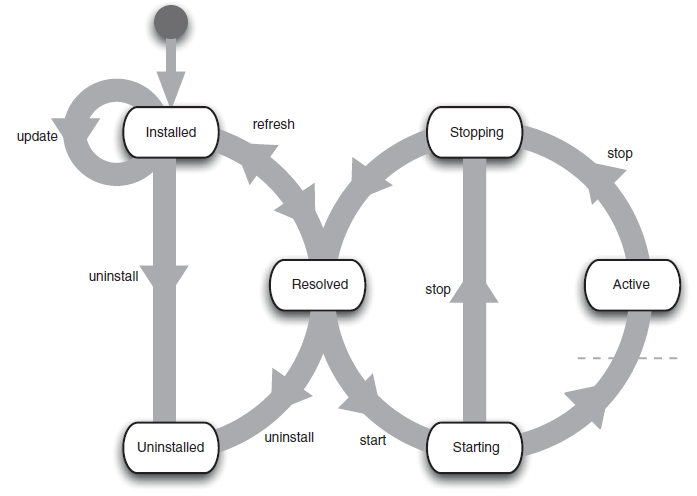 refresh
Installed
Stopping
update
stop
uninstall
Resolved
stop
Active
uninstall
start
Uninstalled
Starting